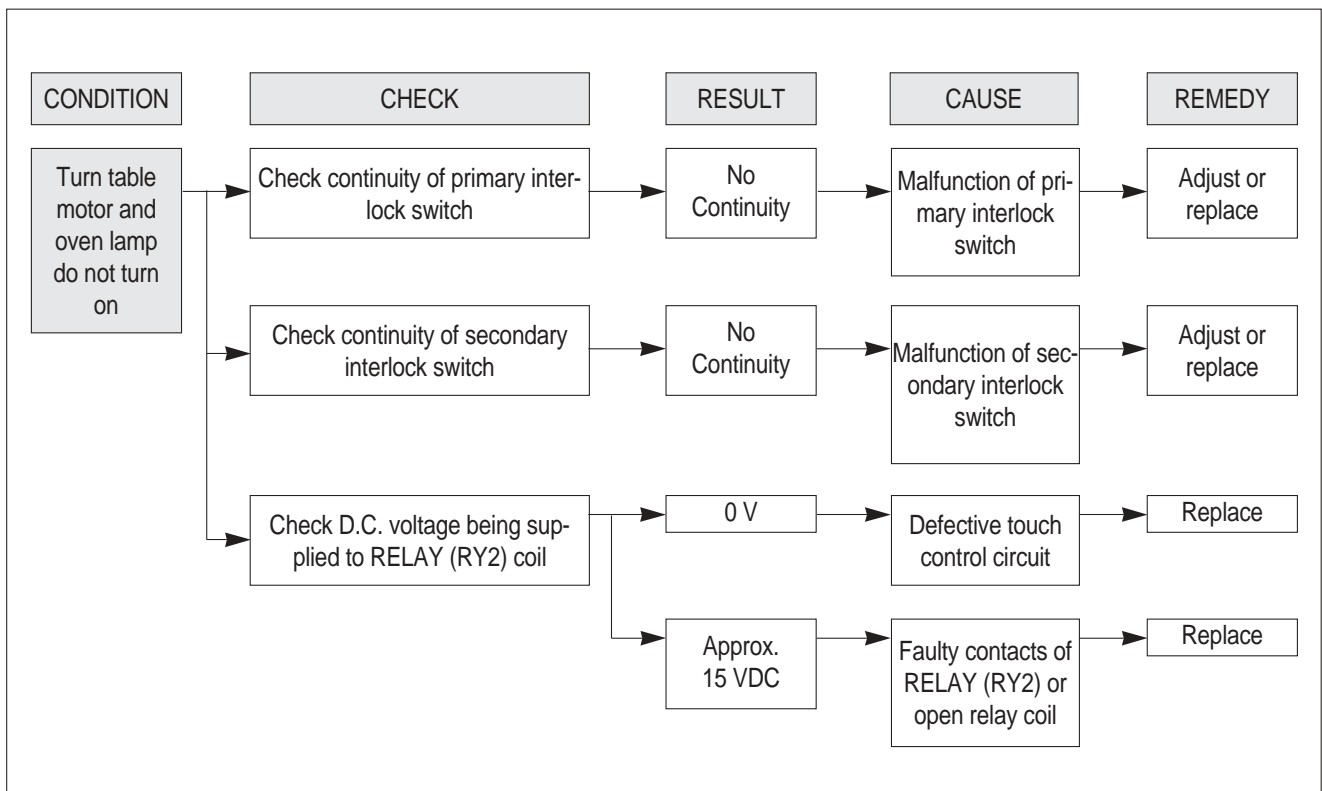 CONDITION
CHECK
RESULT
CAUSE
REMEDY
Turn table
motor and
oven lamp
do not turn
on
Check continuity of primary inter-
lock switch
No
Continuity
Malfunction of pri-
mary interlock
switch
Adjust or
replace
Check continuity of secondary
interlock switch
No
Continuity
Malfunction of sec-
ondary interlock
switch
Adjust or
replace
Check D.C. voltage being sup-
plied to RELAY (RY2) coil
0 V
Defective touch
control circuit
Replace
Approx.
15 VDC
Faulty contacts of
RELAY (RY2) or
open relay coil
Replace